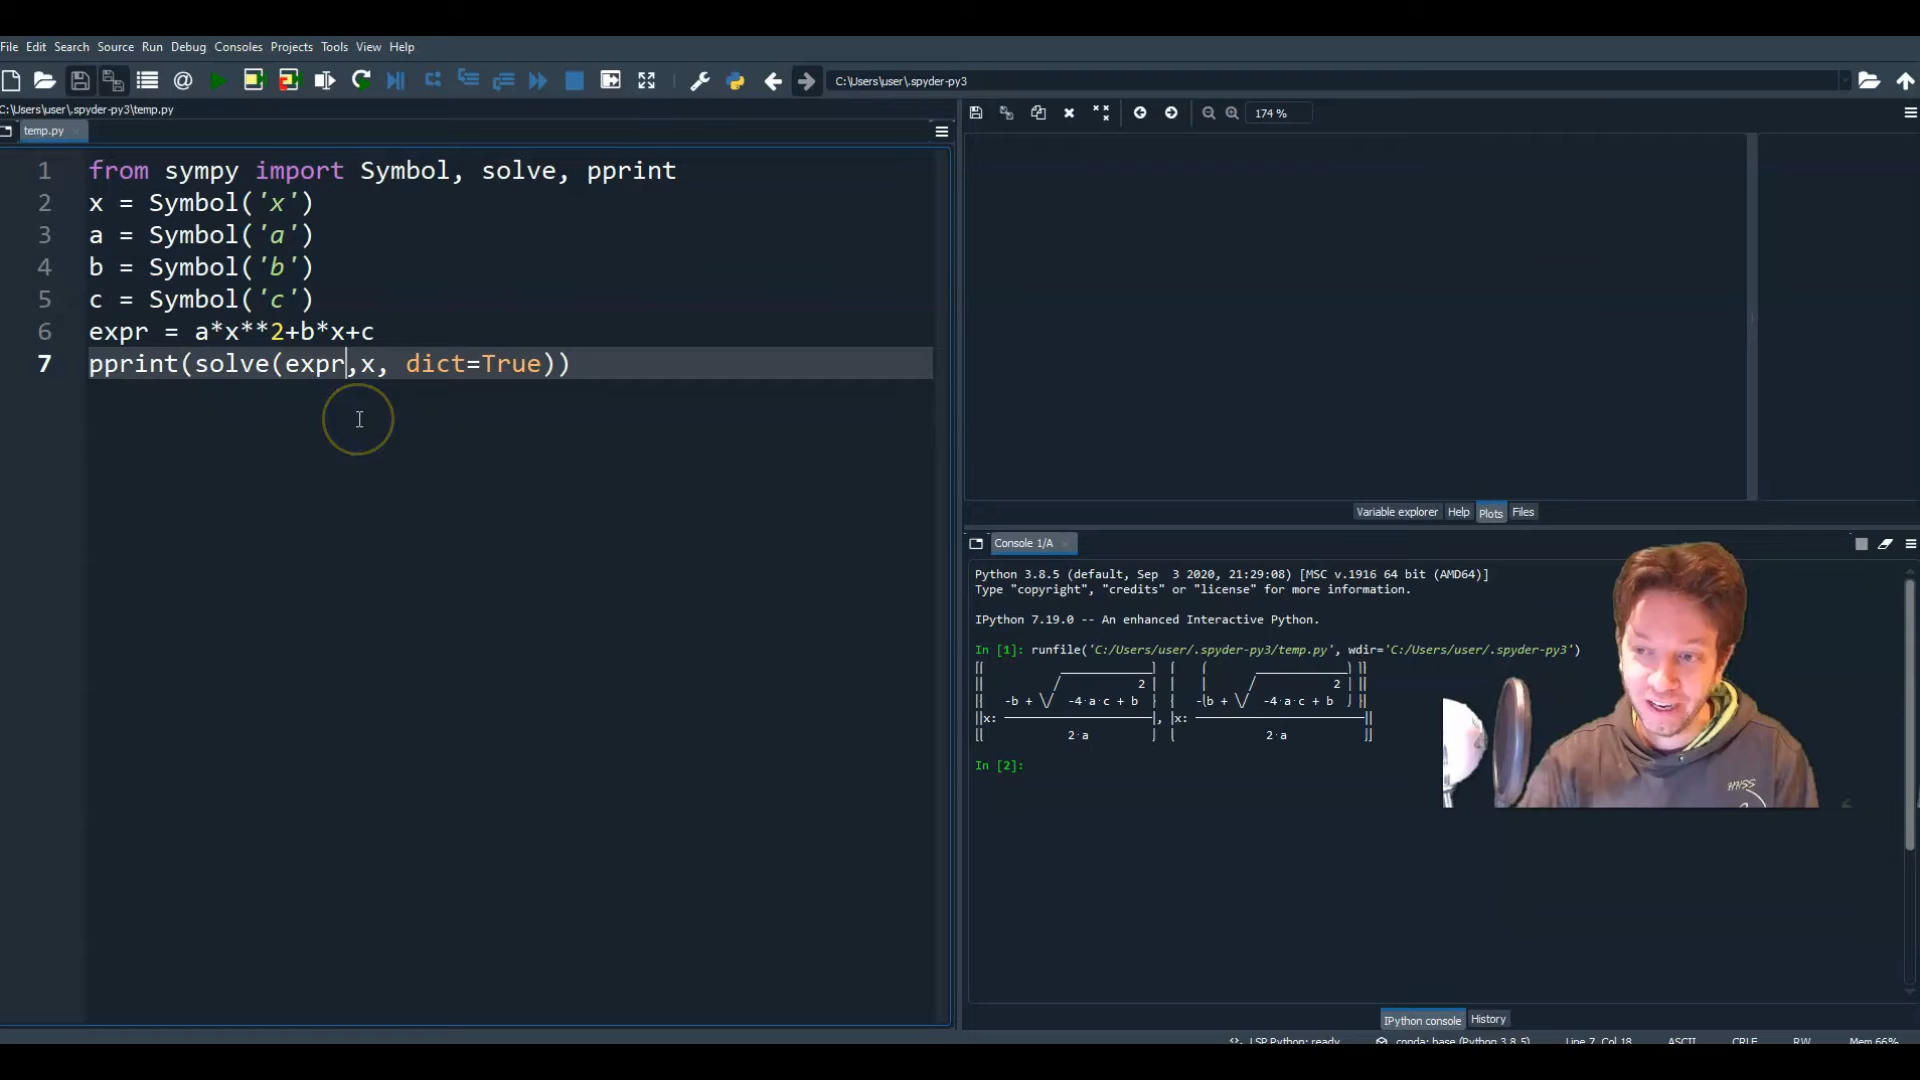 File Edit Search Source Run Debug Consoles Projects Tools View Help
C:\Users\user\.spyder-py3
C:\Users\user\.spyder-py3\temp.py
temp.py
174 %
1 from sympy import Symbol, solve, pprint
2 x = Symbol('x')
3 a = Symbol('a')
4 b = Symbol('b')
5 c = Symbol('c')
6 expr = a*x**2+b*x+c
7 pprint(solve(expr,x, dict=True))
Variable explorer Help Plots Files
Console 1/A
Python 3.8.5 (default, Sep 3 2020, 21:29:08) [MSC v.1916 64 bit (AMD64)]
Type "copyright", "credits" or "license" for more information.
IPython 7.19.0 -- An enhanced Interactive Python.
In [1]: runfile('C:/Users/user/.spyder-py3/temp.py', wdir='C:/Users/user/.spyder-py3')
2 2
-b + √ -4·a·c + b -⎝b + √ -4·a·c + b ⎠
x: , x:
2·a 2·a
In [2]:
HNSS
IPython console History
LSP Python: ready conda: base (Python 3.8.5) Line 7, Col 18 ASCII CRLF RW Mem 66%